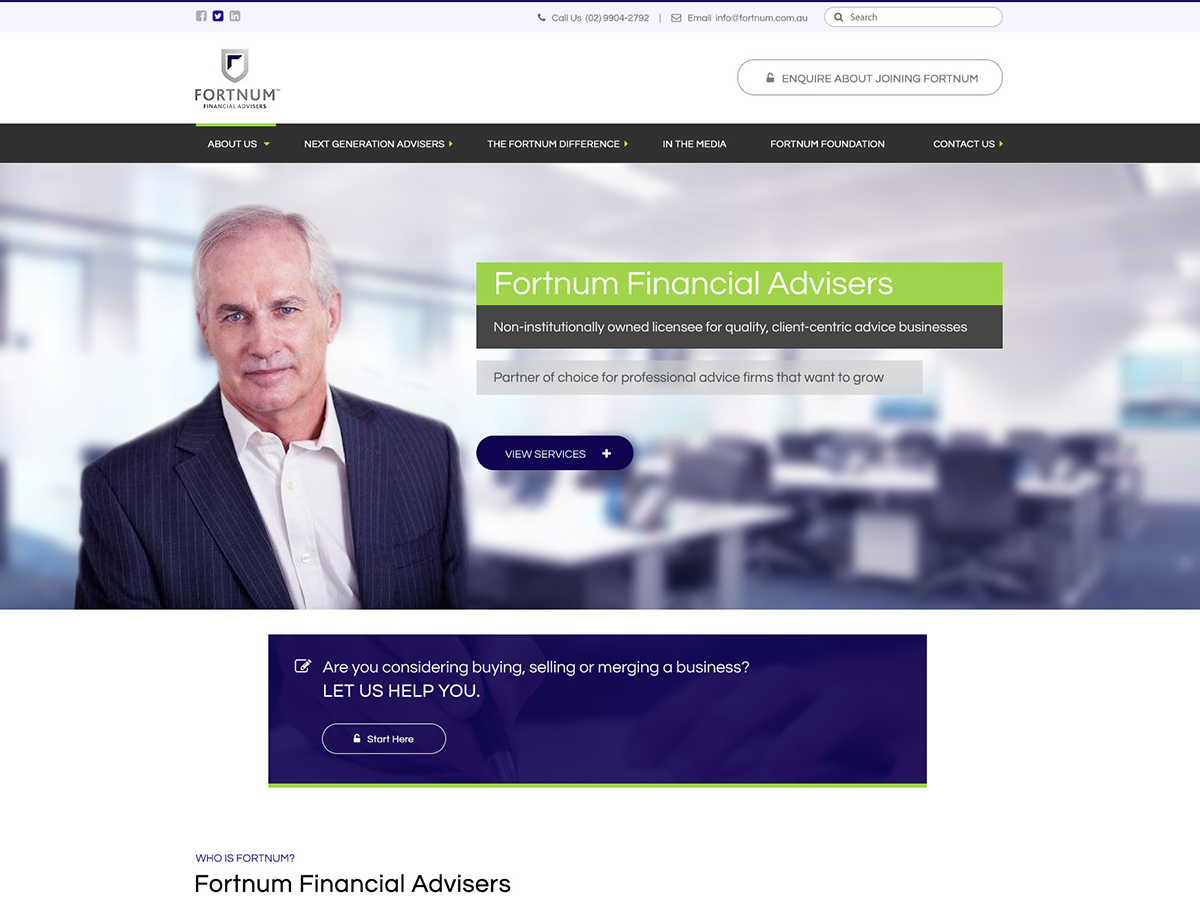 Call Us (02) 9904-2792 | Email info@fortnum.com.au Search
FORTNUM™
FINANCIAL ADVISERS
ENQUIRE ABOUT JOINING FORTNUM
ABOUT US NEXT GENERATION ADVISERS THE FORTNUM DIFFERENCE IN THE MEDIA FORTNUM FOUNDATION CONTACT US
Fortnum Financial Advisers
Non-institutionally owned licensee for quality, client-centric advice businesses
Partner of choice for professional advice firms that want to grow
VIEW SERVICES
Are you considering buying, selling or merging a business?
LET US HELP YOU.
Start Here
WHO IS FORTNUM?
Fortnum Financial Advisers